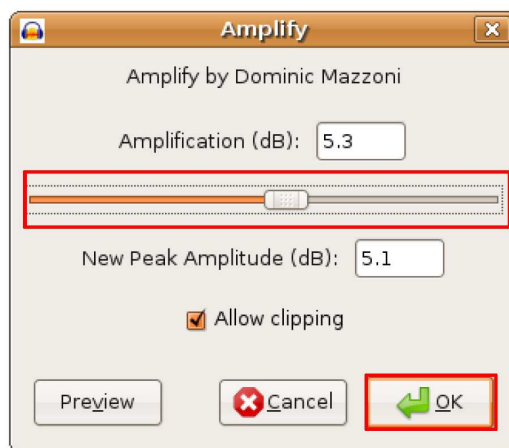 Amplify
Amplify by Dominic Mazzoni
Amplification (dB): 5.3
New Peak Amplitude (dB): 5.1
Allow clipping
Preview Cancel OK